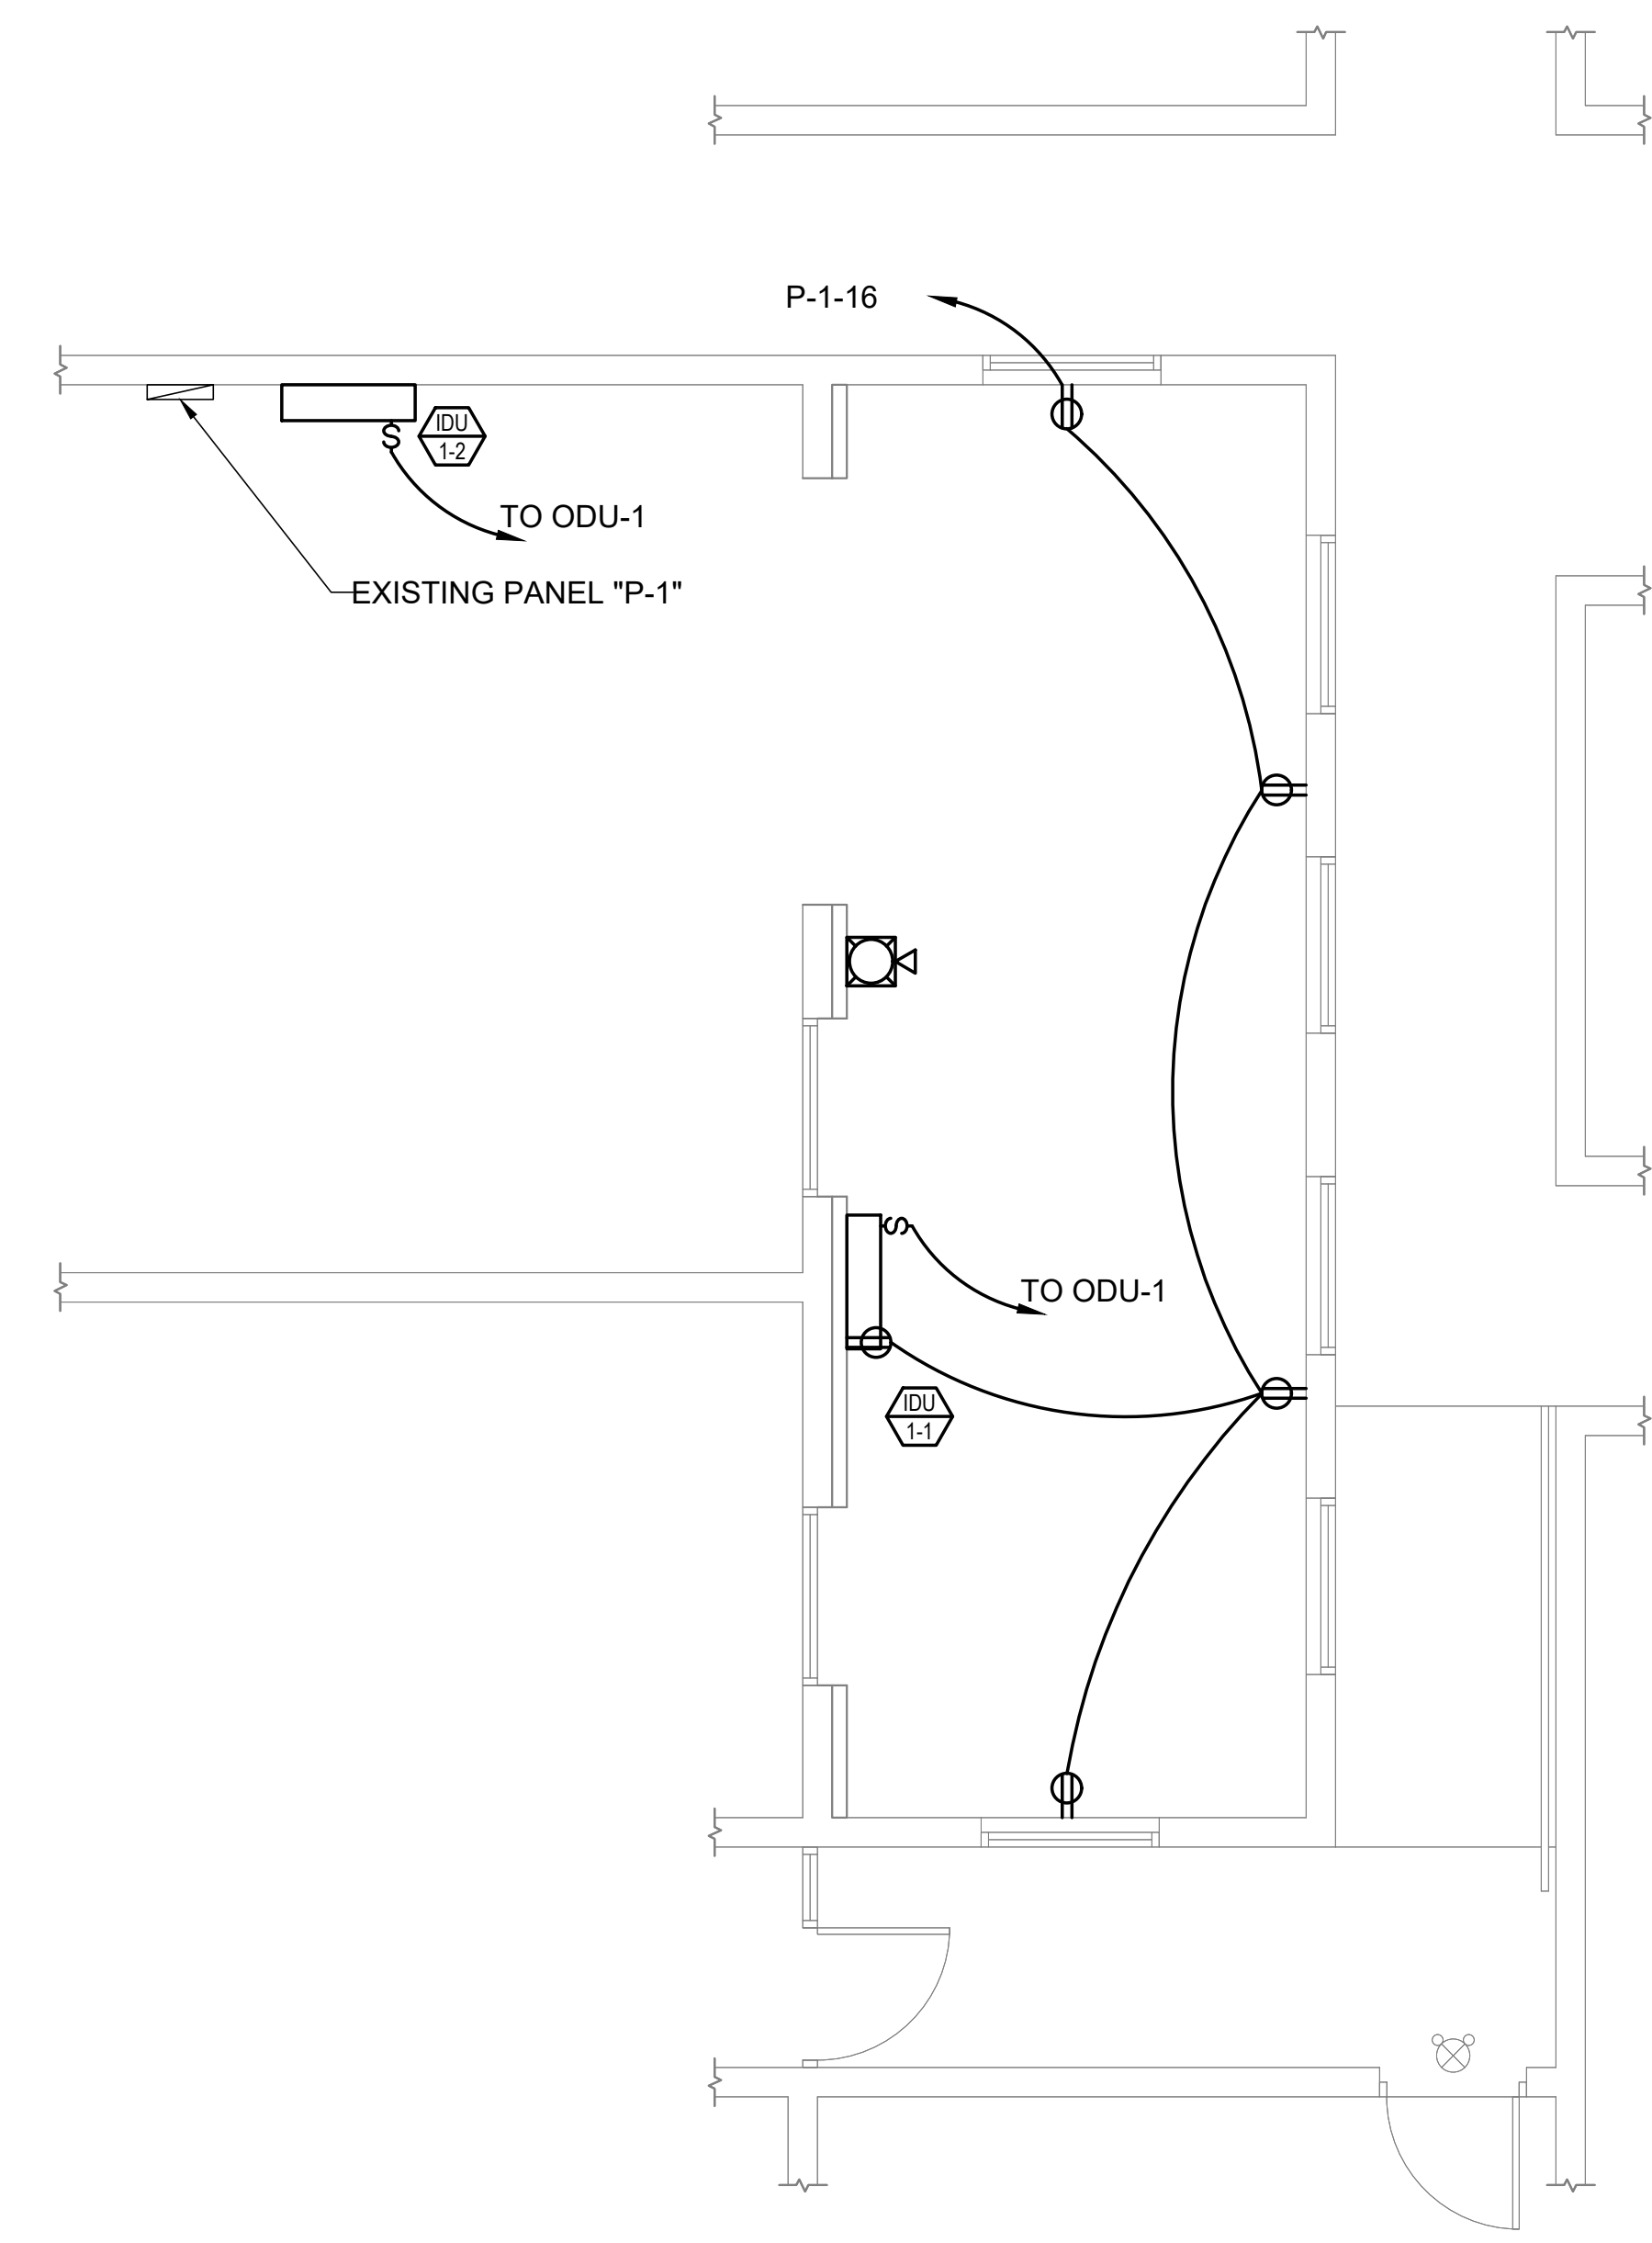 P-1-16
IDU
1-2
S
TO ODU-1
EXISTING PANEL "P-1"
S
TO ODU-1
IDU
1-1